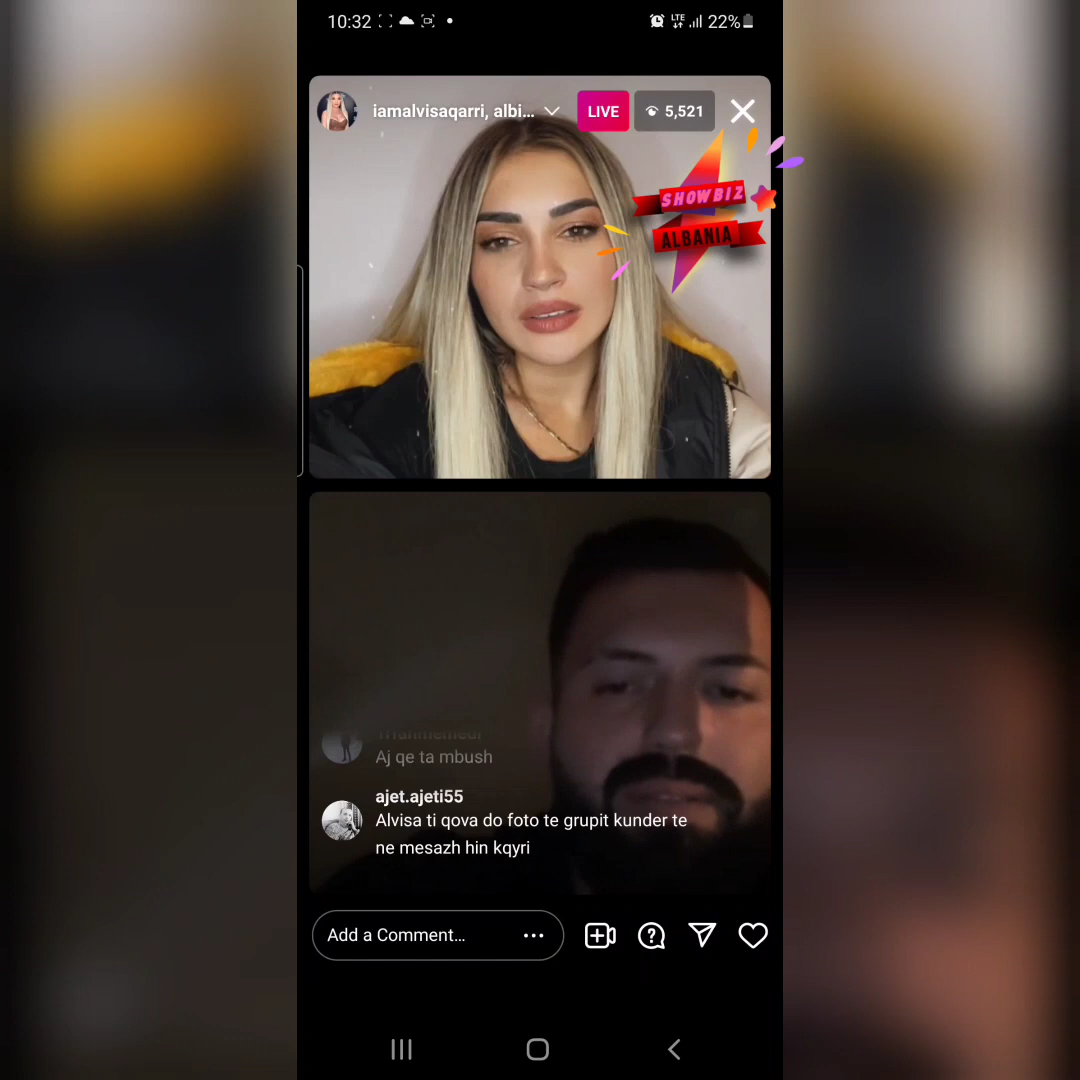 10:32
LTE 22%
iamalvisaqarri, albi...
LIVE
5,521
SHOWBIZ
ALBANIA
Aj qe ta mbush
ajet.ajeti55
Alvisa ti qova do foto te grupit kunder te
ne mesazh hin kqyri
Add a Comment...